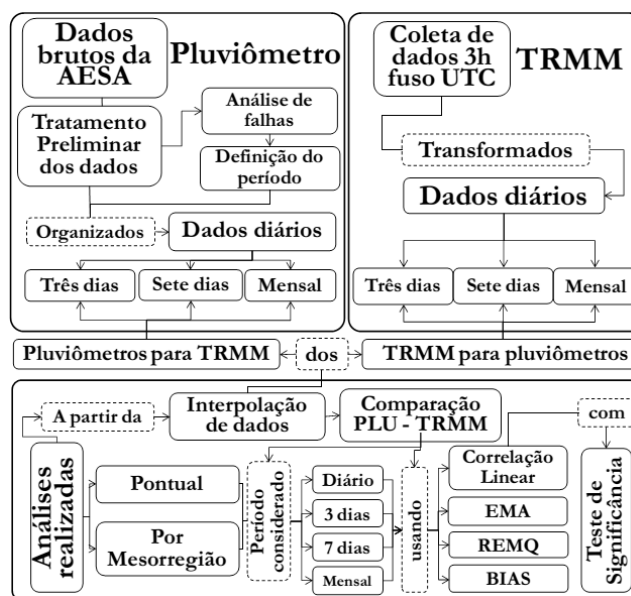 Dados
brutos da
AESA
Pluviômetro
Tratamento
Preliminar
dos dados
Análise de
falhas
Definição do
período
Organizados
Dados diários
Três dias
Sete dias
Mensal
Coleta de
dados 3h
fuso UTC
TRMM
Transformados
Dados diários
Três dias
Sete dias
Mensal
Pluviômetros para TRMM
dos
TRMM para pluviômetros
A partir da
Interpolação
de dados
Comparação
PLU - TRMM
com
Análises
realizadas
Pontual
Por
Mesorregião
Período
considerado
Diário
3 dias
7 dias
Mensal
usando
Correlação
Linear
EMA
REMQ
BIAS
Teste de
Significância